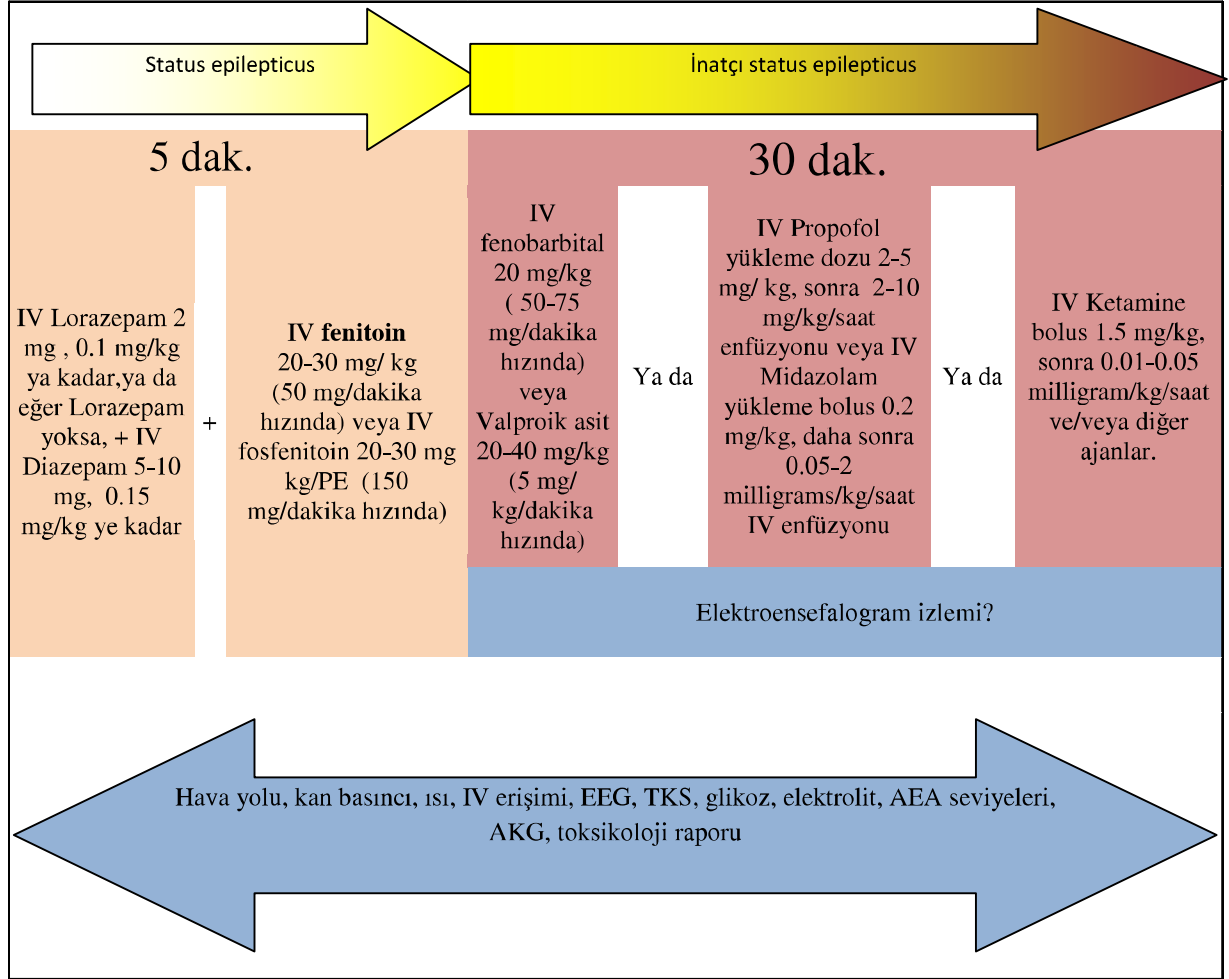 Status epilepticus
İnatçı status epilepticus
5 dak.
30 dak.
IV Lorazepam 2
mg , 0.1 mg/kg
ya kadar,ya da
eğer Lorazepam
yoksa, + IV
Diazepam 5-10
mg, 0.15
mg/kg ye kadar
+
IV fenitoin
20-30 mg/ kg
(50 mg/dakika
hızında) veya IV
fosfenitoin 20-30 mg
kg/PE (150
mg/dakika hızında)
IV
fenobarbital
20 mg/kg
( 50-75
mg/dakika
hızında)
veya
Valproik asit
20-40 mg/kg
(5 mg/
kg/dakika
hızında)
Ya da
IV Propofol
yükleme dozu 2-5
mg/ kg, sonra 2-10
mg/kg/saat
enfüzyonu veya IV
Midazolam
yükleme bolus 0.2
mg/kg, daha sonra
0.05-2
milligrams/kg/saat
IV enfüzyonu
Ya da
IV Ketamine
bolus 1.5 mg/kg,
sonra 0.01-0.05
milligram/kg/saat
ve/veya diğer
ajanlar.
Elektroensefalogram izlemi?
Hava yolu, kan basıncı, ısı, IV erişimi, EEG, TKS, glikoz, elektrolit, AEA seviyeleri,
AKG, toksikoloji raporu